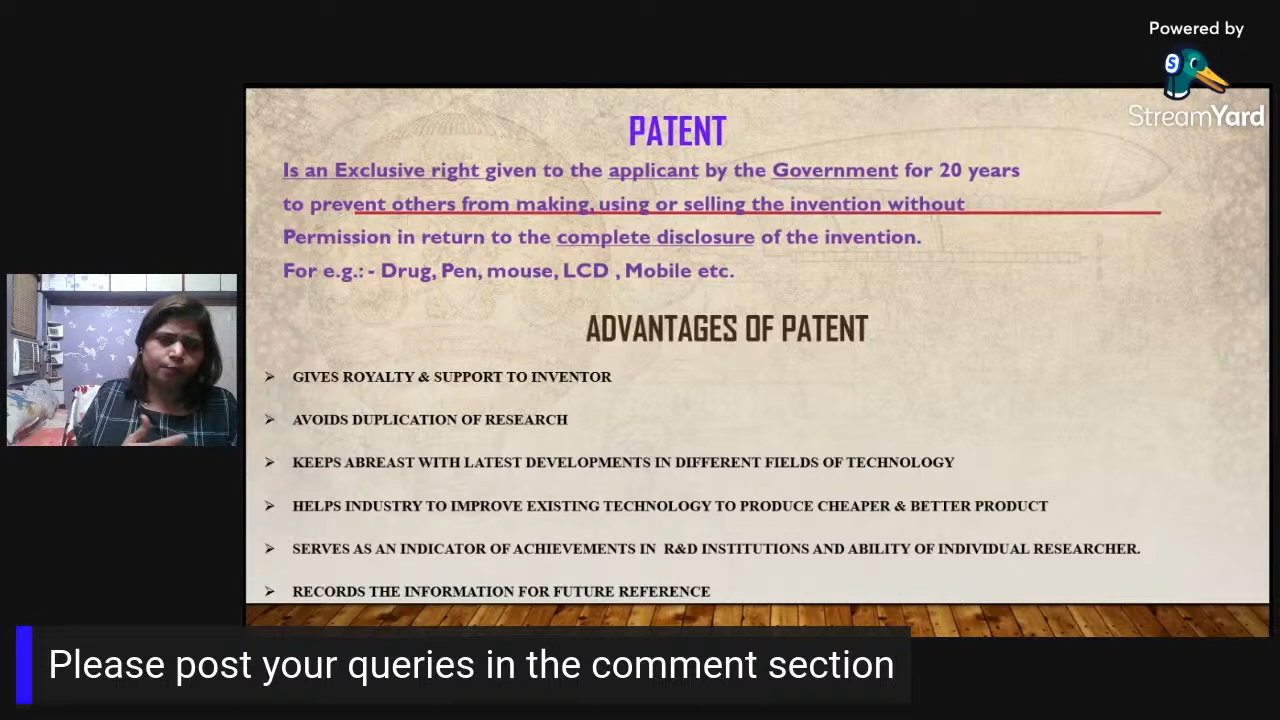 Powered by
StreamYard
PATENT
Is an Exclusive right given to the applicant by the Government for 20 years
to prevent others from making, using or selling the invention without
Permission in return to the complete disclosure of the invention.
For e.g.: - Drug, Pen, mouse, LCD , Mobile etc.
ADVANTAGES OF PATENT
➢ GIVES ROYALTY & SUPPORT TO INVENTOR
➢ AVOIDS DUPLICATION OF RESEARCH
➢ KEEPS ABREAST WITH LATEST DEVELOPMENTS IN DIFFERENT FIELDS OF TECHNOLOGY
➢ HELPS INDUSTRY TO IMPROVE EXISTING TECHNOLOGY TO PRODUCE CHEAPER & BETTER PRODUCT
➢ SERVES AS AN INDICATOR OF ACHIEVEMENTS IN R&D INSTITUTIONS AND ABILITY OF INDIVIDUAL RESEARCHER.
➢ RECORDS THE INFORMATION FOR FUTURE REFERENCE
Please post your queries in the comment section